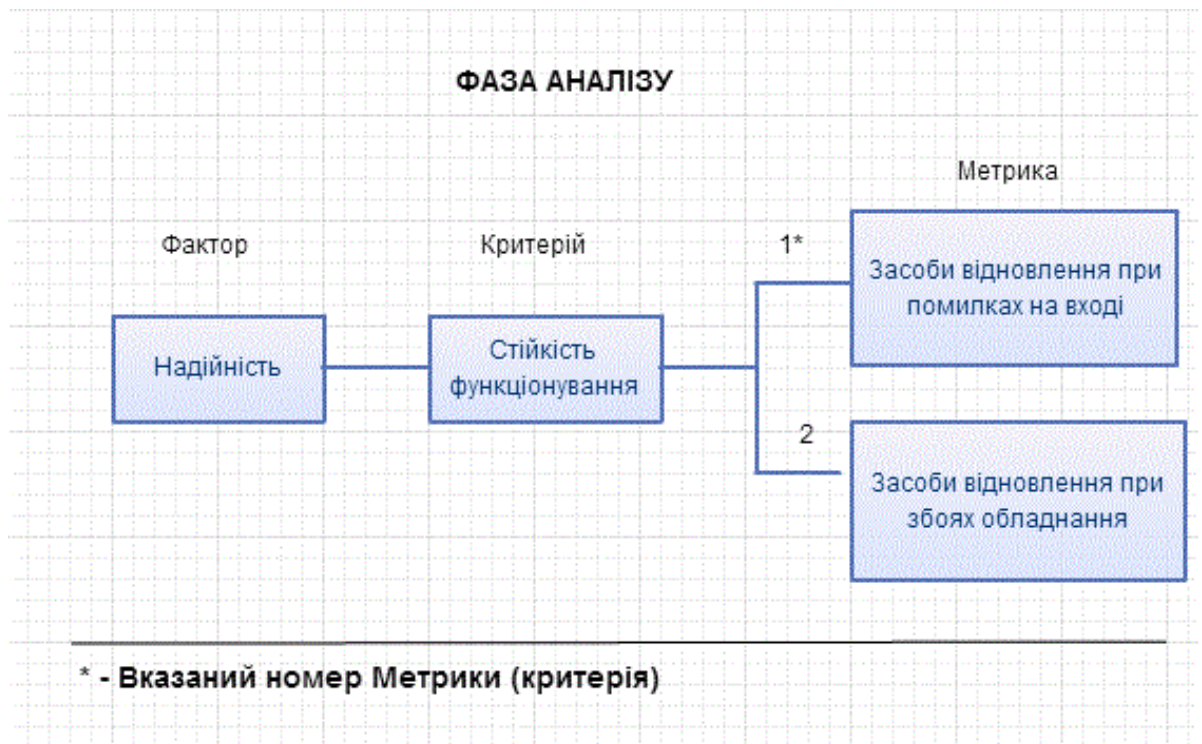 ФАЗА АНАЛІЗУ
Метрика
Фактор
Критерій
1*
Засоби відновлення при
помилках на вході
Надійність
Стійкість
функціонування
2
Засоби відновлення при
збоях обладнання
* - Вказаний номер Метрики (критерія)